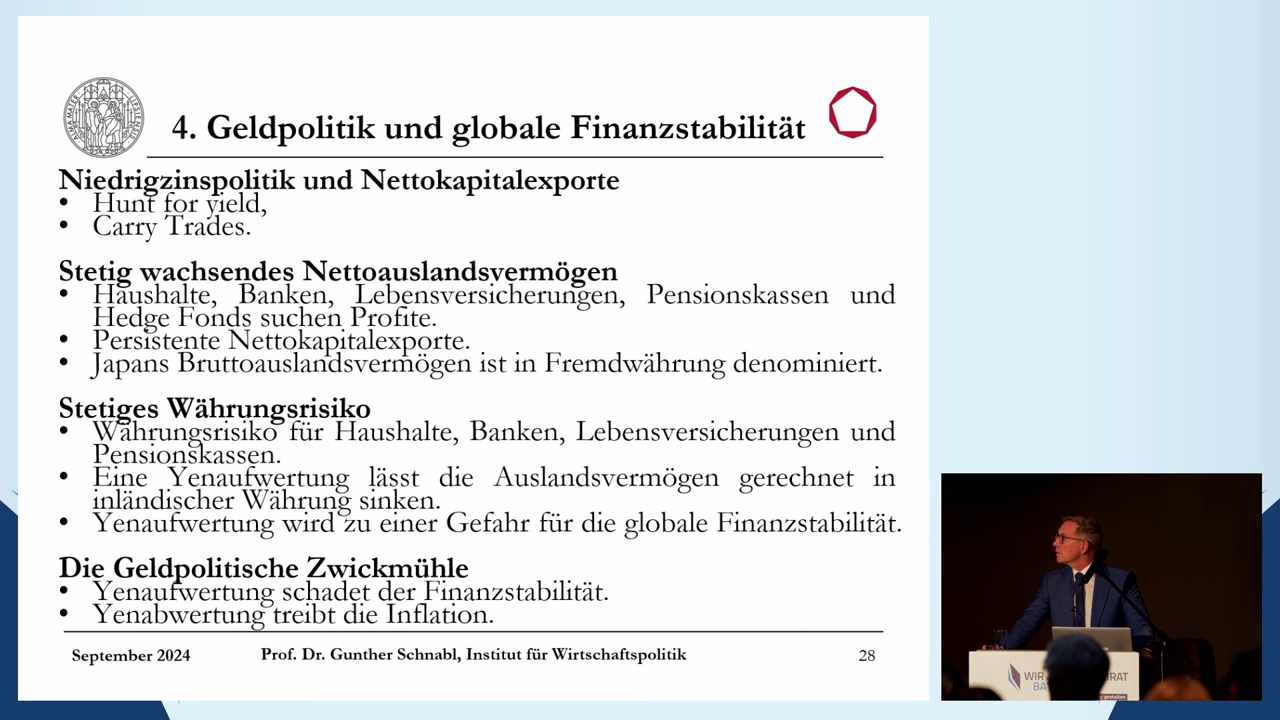 4. Geldpolitik und globale Finanzstabilität
Niedrigzinspolitik und Nettokapitalexporte
• Hunt for yield,
• Carry Trades.
Stetig wachsendes Nettoauslandsvermögen
• Haushalte, Banken, Lebensversicherungen, Pensionskassen und
Hedge Fonds suchen Profite.
• Persistente Nettokapitalexporte.
• Japans Bruttoauslandsvermögen ist in Fremdwährung denominiert.
Stetiges Währungsrisiko
• Währungsrisiko für Haushalte, Banken, Lebensversicherungen und
Pensionskassen.
• Eine Yenaufwertung lässt die Auslandsvermögen gerechnet in
inländischer Währung sinken.
• Yenaufwertung wird zu einer Gefahr für die globale Finanzstabilität.
Die Geldpolitische Zwickmühle
• Yenaufwertung schadet der Finanzstabilität.
• Yenabwertung treibt die Inflation.
September 2024 Prof. Dr. Gunther Schnabl, Institut für Wirtschaftspolitik 28